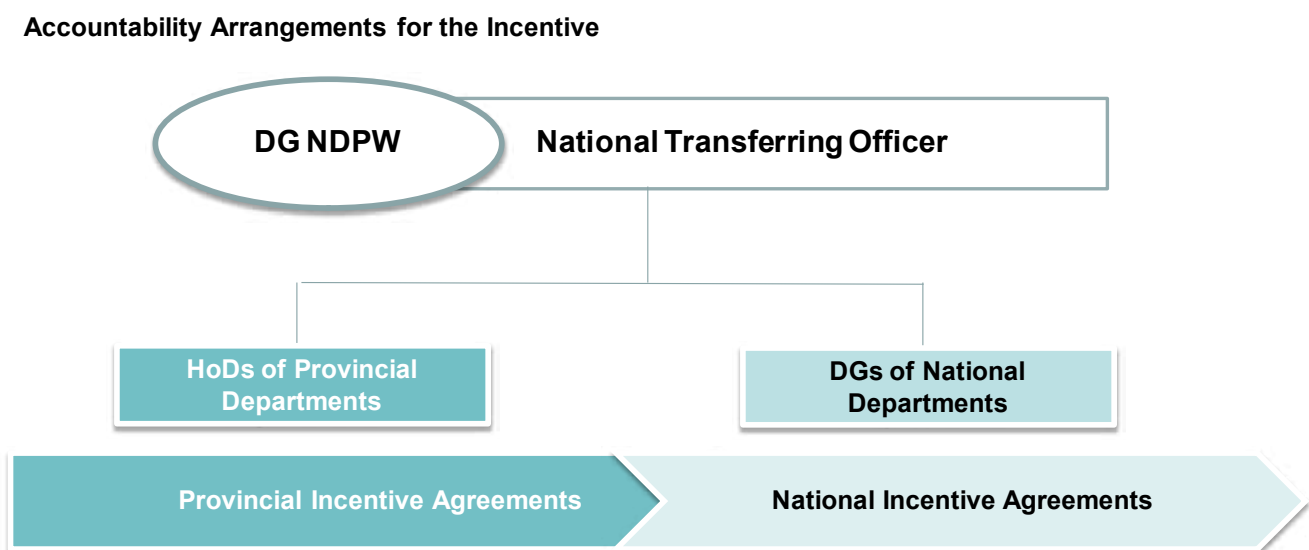 Accountability Arrangements for the Incentive
DG NDPW
National Transferring Officer
HoDs of Provincial
Departments
DGs of National
Departments
Provincial Incentive Agreements
National Incentive Agreements